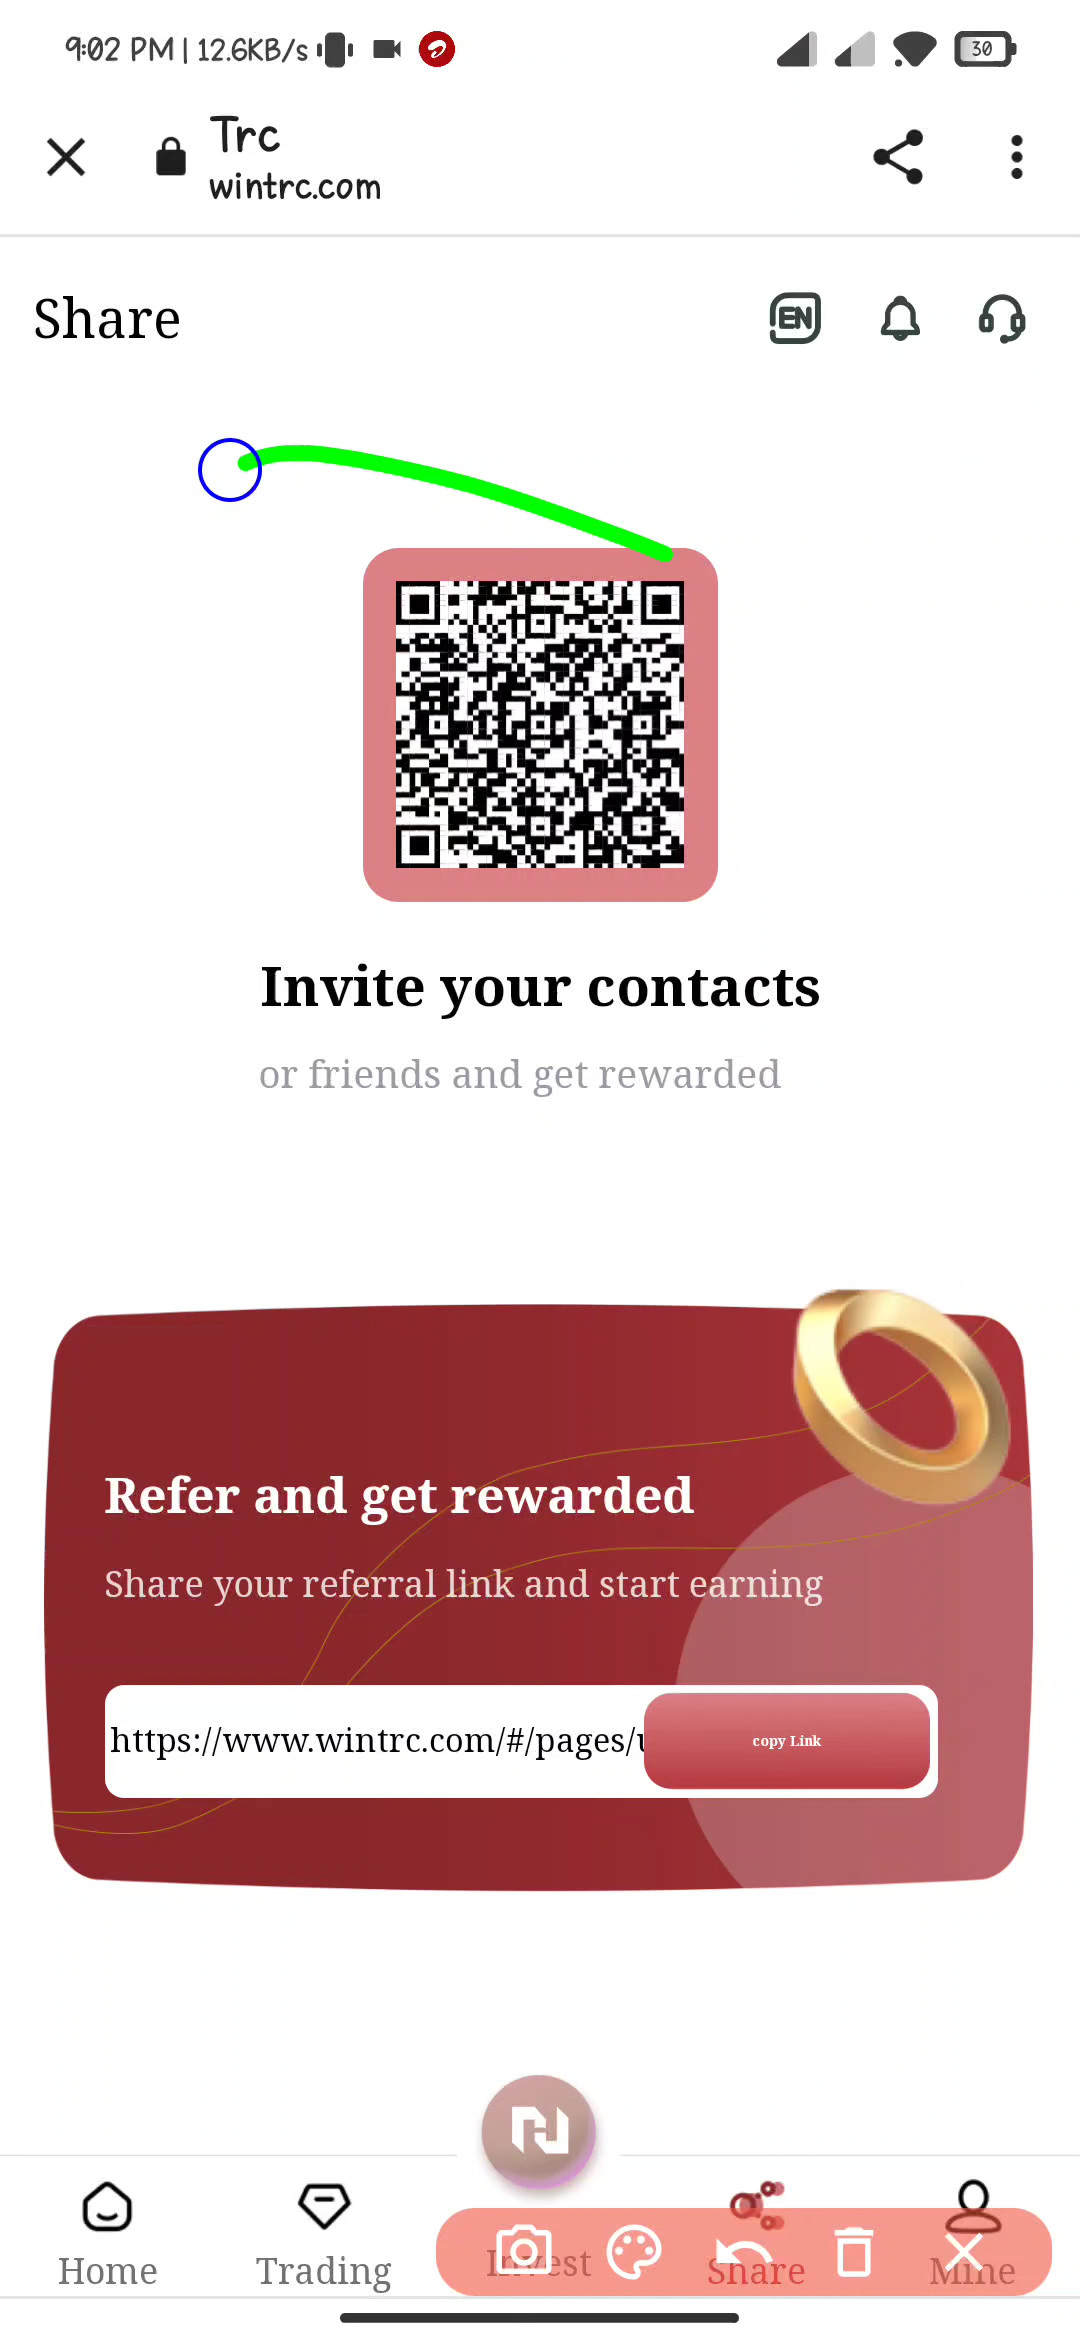 9:02 PM | 12.6KB/s
30
Trc
wintrc.com
Share
EN
Invite your contacts
or friends and get rewarded
Refer and get rewarded
Share your referral link and start earning
https://www.wintrc.com/#/pages/u
copy Link
Home
Trading
Invest
Share
Mine